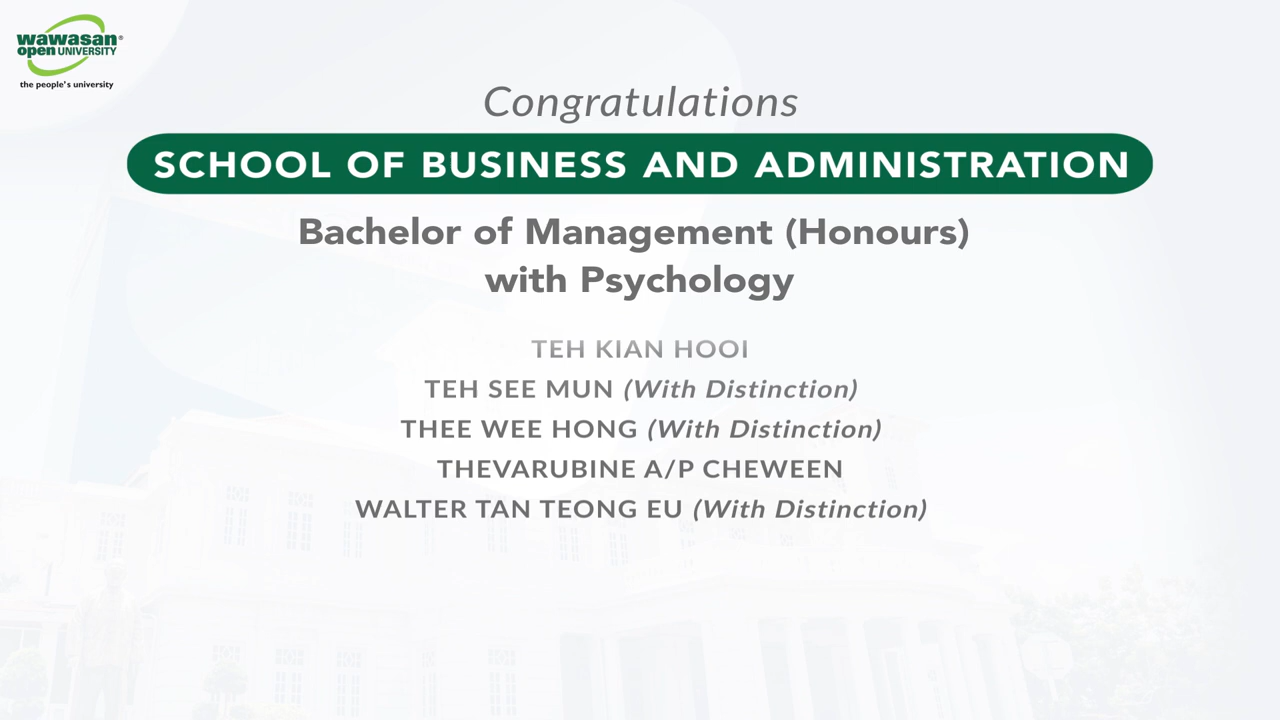 wawasan®
open UNIVERSITY
the people's university
Congratulations
SCHOOL OF BUSINESS AND ADMINISTRATION
Bachelor of Management (Honours)
with Psychology
TEH KIAN HOOI
TEH SEE MUN (With Distinction)
THEE WEE HONG (With Distinction)
THEVARUBINE A/P CHEWEEN
WALTER TAN TEONG EU (With Distinction)